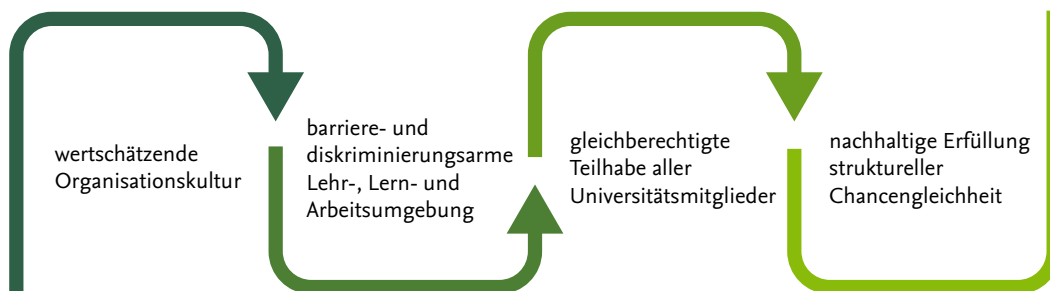 wertschätzende
Organisationskultur
barriere- und
diskriminierungsarme
Lehr-, Lern- und
Arbeitsumgebung
gleichberechtigte
Teilhabe aller
Universitätsmitglieder
nachhaltige Erfüllung
struktureller
Chancengleichheit